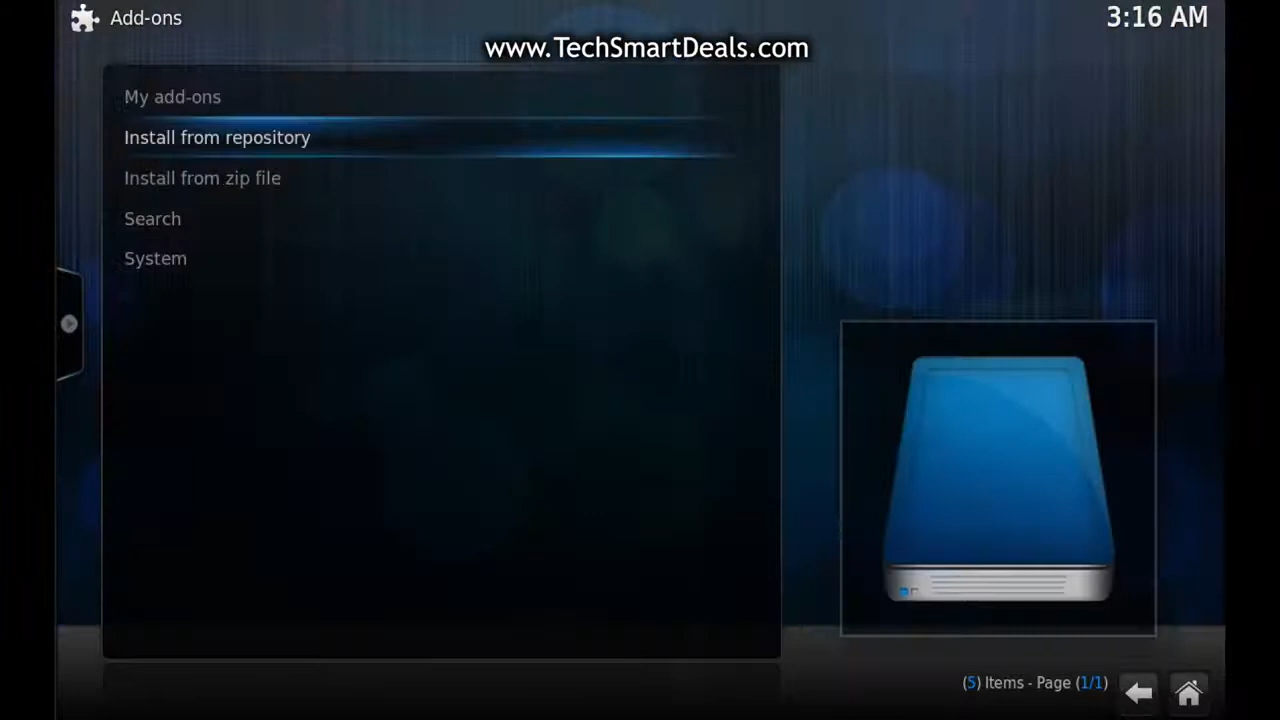 Add-ons
3:16 AM
www.TechSmartDeals.com
My add-ons
Install from repository
Install from zip file
Search
System
(5) Items - Page (1/1)